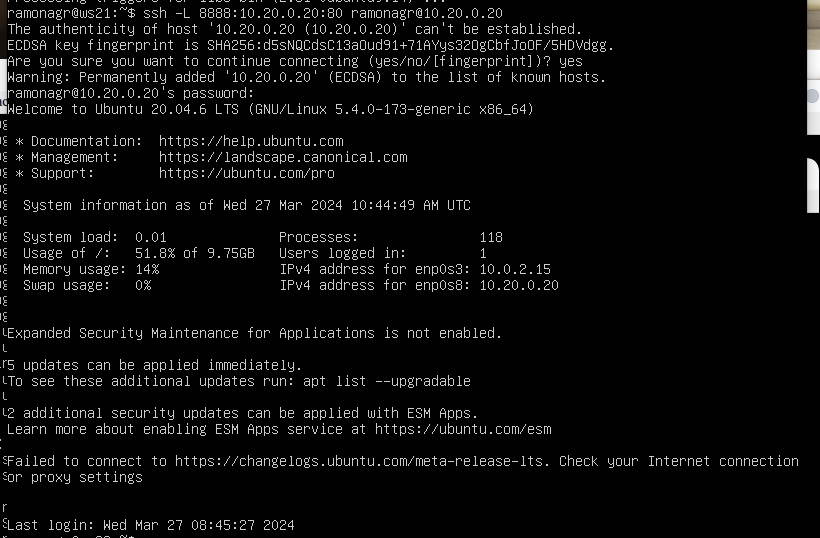 ramonagr@ws21:~$ ssh -L 8888:10.20.0.20:80 ramonagr@10.20.0.20
The authenticity of host '10.20.0.20 (10.20.0.20)' can't be established.
ECDSA key fingerprint is SHA256:d5sNQCdsC13aOud91+71AYys32OgCbfJoOF/5HDVdgg.
Are you sure you want to continue connecting (yes/no/[fingerprint])? yes
Warning: Permanently added '10.20.0.20' (ECDSA) to the list of known hosts.
ramonagr@10.20.0.20's password:
Welcome to Ubuntu 20.04.6 LTS (GNU/Linux 5.4.0-173-generic x86_64)
* Documentation: https://help.ubuntu.com
* Management: https://landscape.canonical.com
* Support: https://ubuntu.com/pro
System information as of Wed 27 Mar 2024 10:44:49 AM UTC
System load: 0.01 Processes: 118
Usage of /: 51.8% of 9.75GB Users logged in: 1
Memory usage: 14% IPv4 address for enp0s3: 10.0.2.15
Swap usage: 0% IPv4 address for enp0s8: 10.20.0.20
Expanded Security Maintenance for Applications is not enabled.
5 updates can be applied immediately.
To see these additional updates run: apt list --upgradable
2 additional security updates can be applied with ESM Apps.
Learn more about enabling ESM Apps service at https://ubuntu.com/esm
Failed to connect to https://changelogs.ubuntu.com/meta-release-lts. Check your Internet connection
or proxy settings
Last login: Wed Mar 27 08:45:27 2024